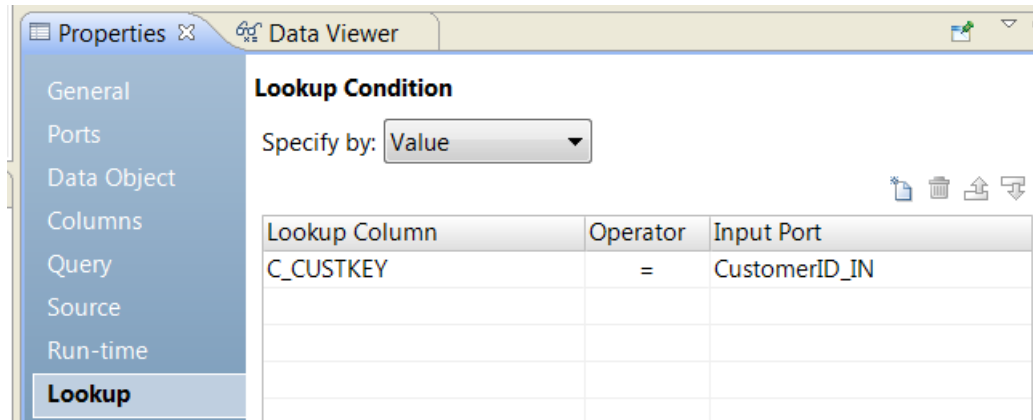 Properties Data Viewer
General
Ports
Data Object
Columns
Query
Source
Run-time
Lookup
Lookup Condition
Specify by: Value
Lookup Column Operator Input Port
C_CUSTKEY = CustomerID_IN